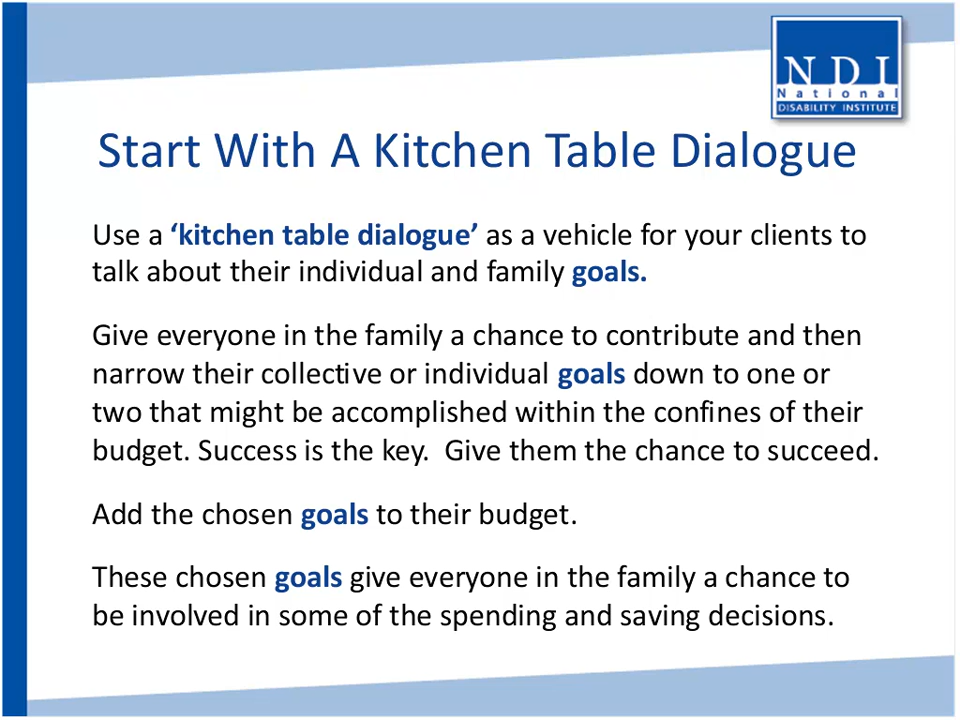 NDI
National
DISABILITY INSTITUTE
Start With A Kitchen Table Dialogue
Use a ‘kitchen table dialogue’ as a vehicle for your clients to
talk about their individual and family goals.
Give everyone in the family a chance to contribute and then
narrow their collective or individual goals down to one or
two that might be accomplished within the confines of their
budget. Success is the key.  Give them the chance to succeed.
Add the chosen goals to their budget.
These chosen goals give everyone in the family a chance to
be involved in some of the spending and saving decisions.